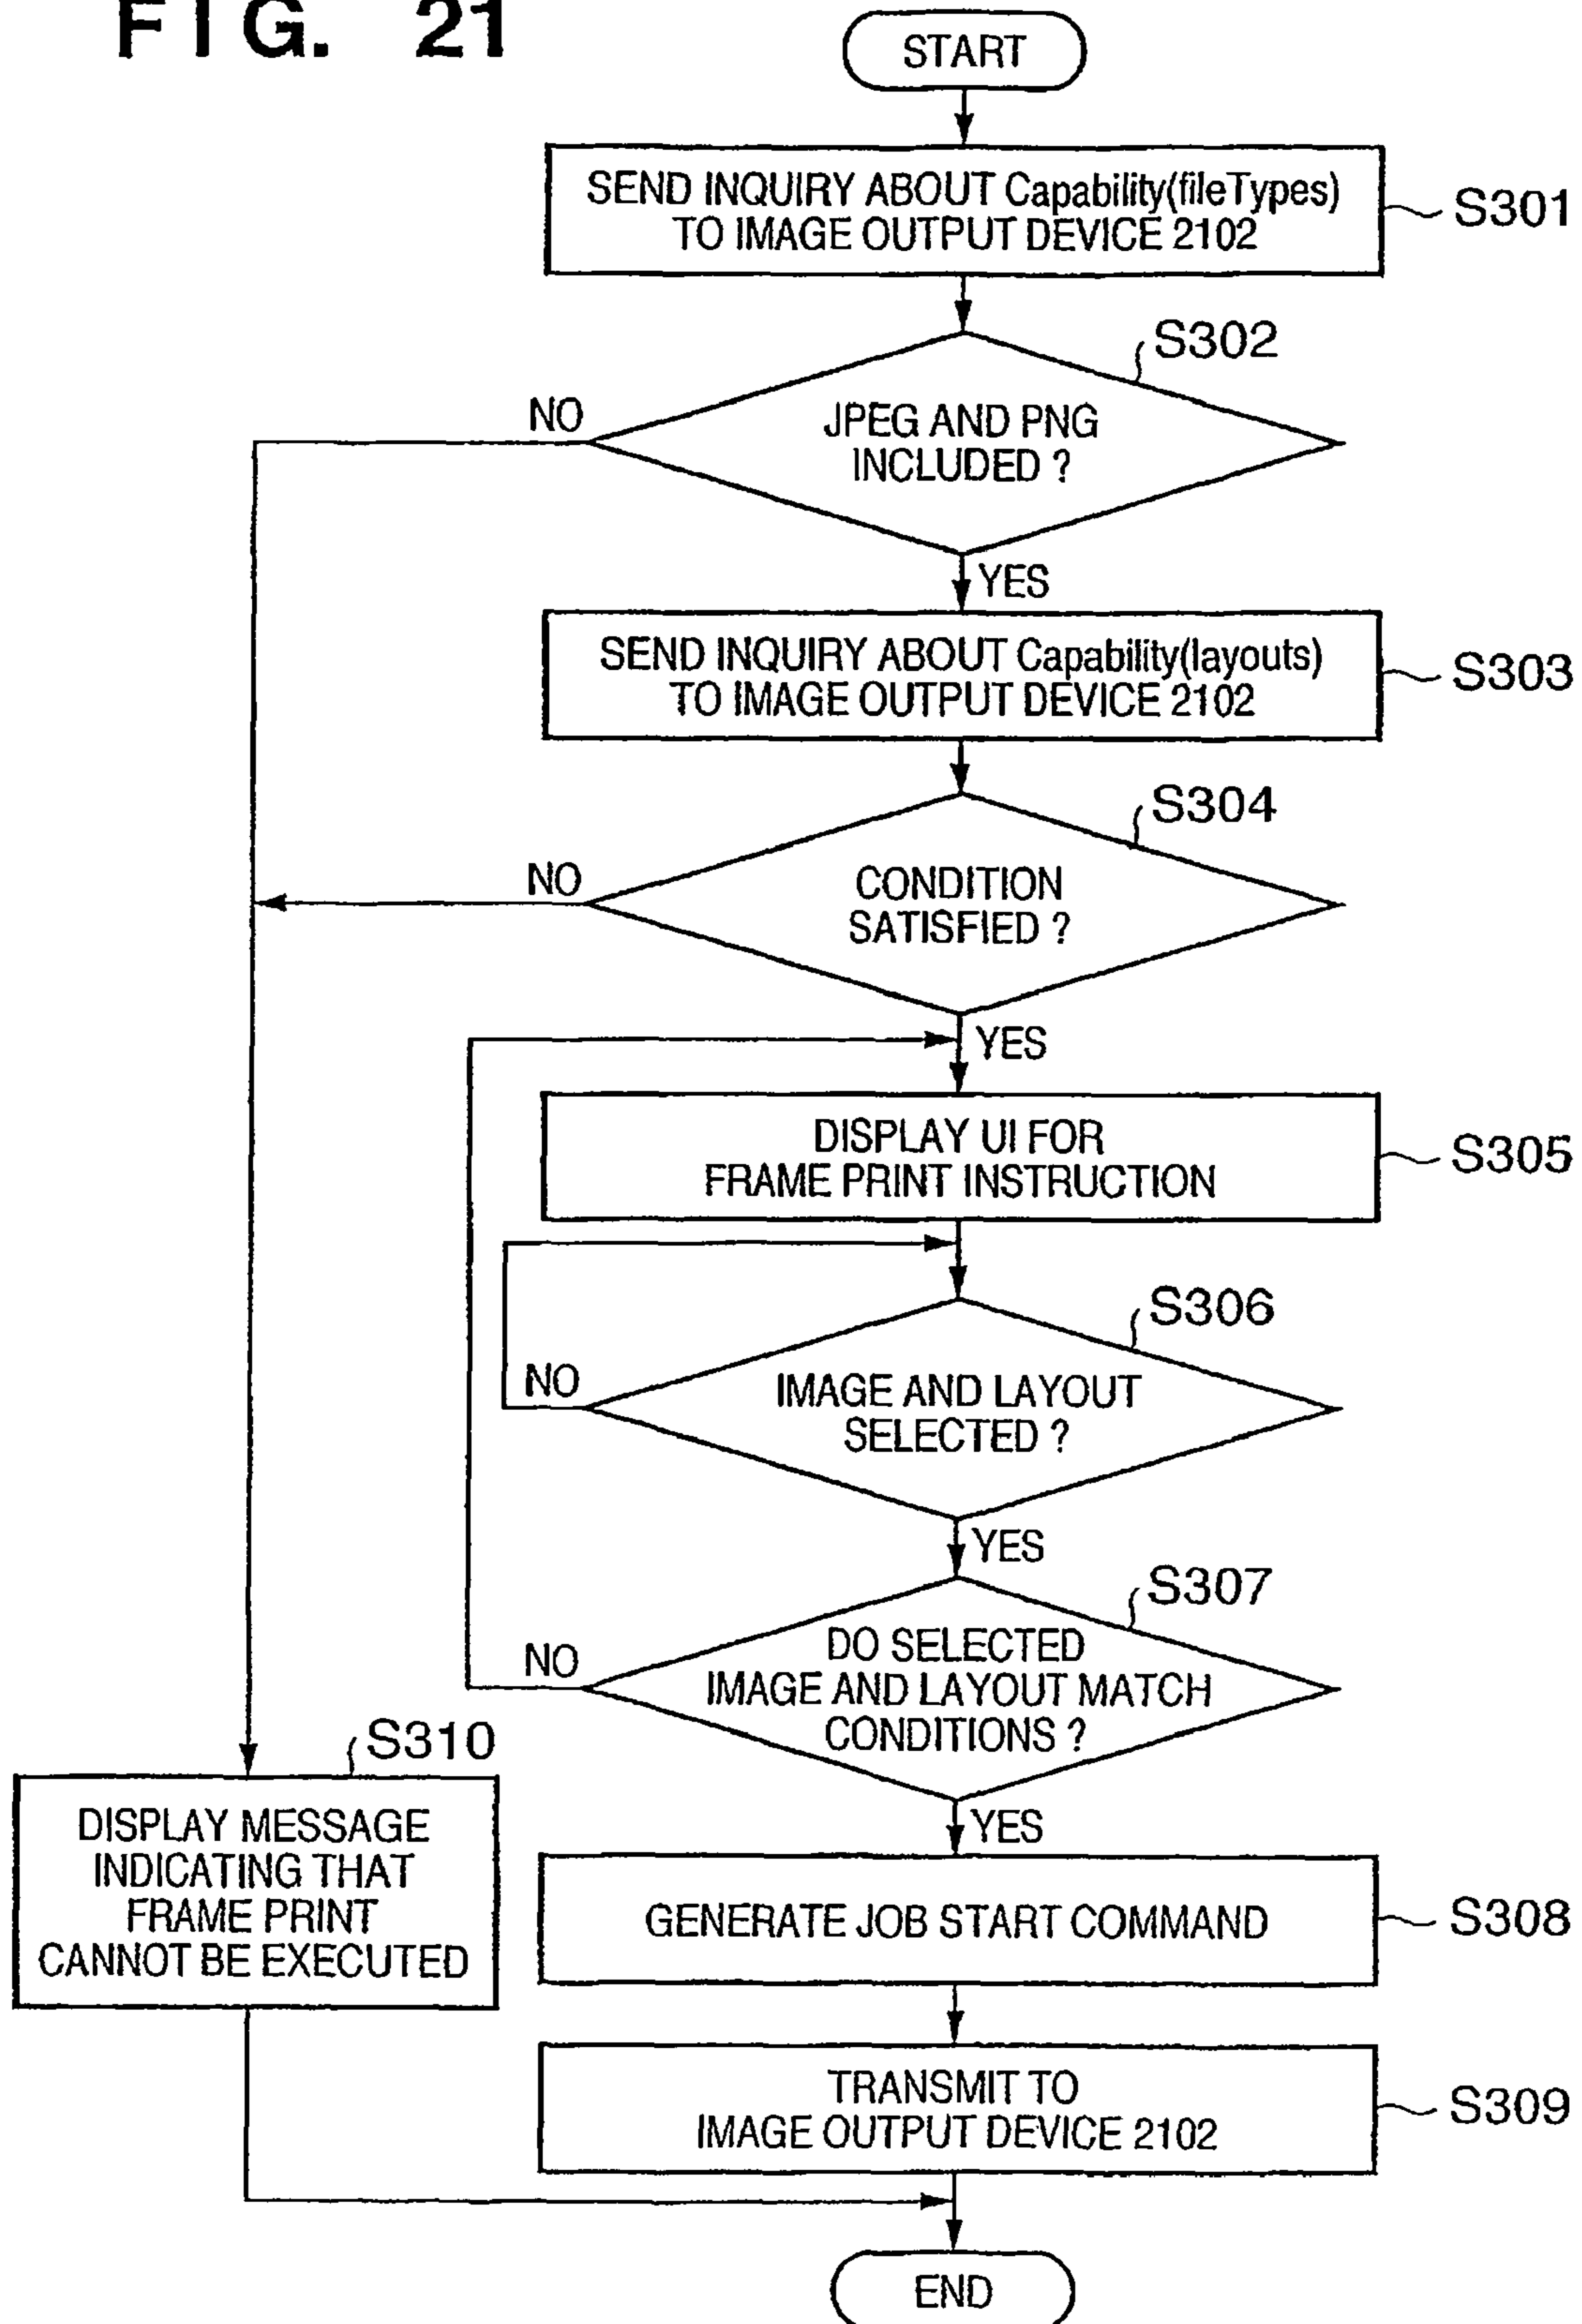 FIG. 21
START
SEND INQUIRY ABOUT Capability(fileTypes)
TO IMAGE OUTPUT DEVICE 2102
S301
S302
NO
JPEG AND PNG
INCLUDED ?
YES
SEND INQUIRY ABOUT Capability(layouts)
TO IMAGE OUTPUT DEVICE 2102
S303
S304
NO
CONDITION
SATISFIED ?
YES
DISPLAY UI FOR
FRAME PRINT INSTRUCTION
S305
S306
NO
IMAGE AND LAYOUT
SELECTED ?
YES
S307
NO
DO SELECTED
IMAGE AND LAYOUT MATCH
CONDITIONS ?
YES
S310
DISPLAY MESSAGE
INDICATING THAT
FRAME PRINT
CANNOT BE EXECUTED
GENERATE JOB START COMMAND
S308
TRANSMIT TO
IMAGE OUTPUT DEVICE 2102
S309
END